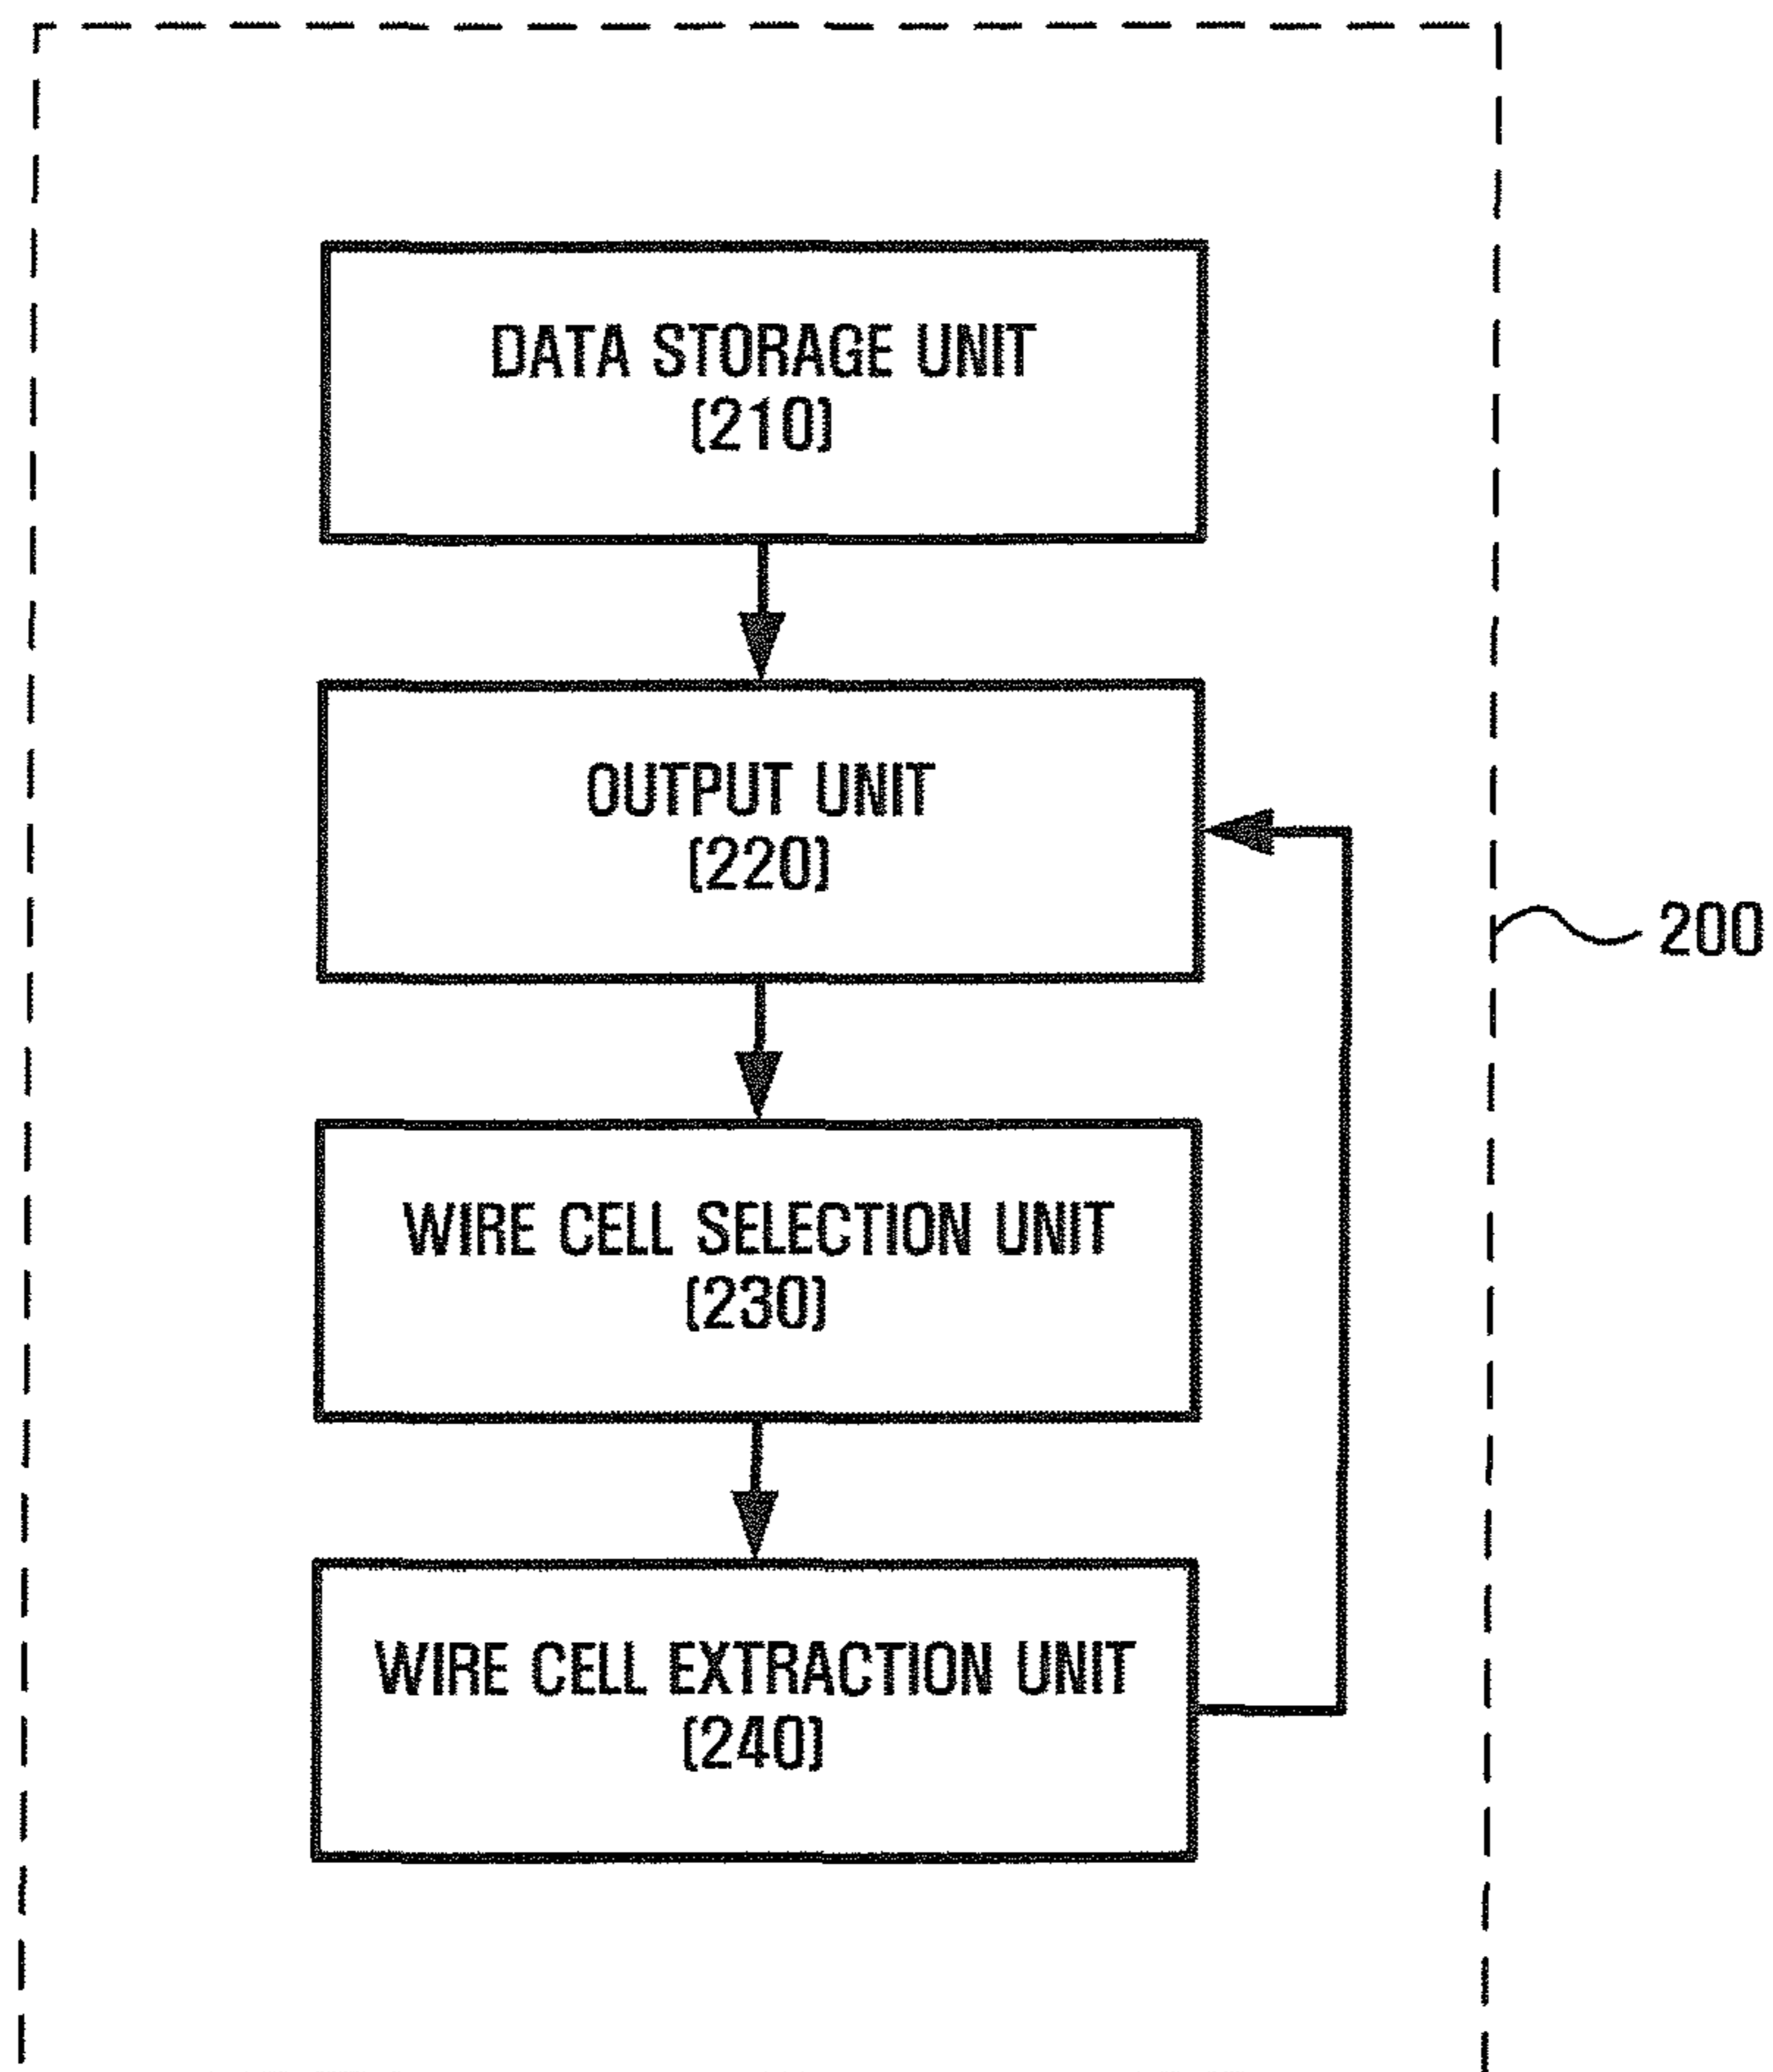 DATA STORAGE UNIT
(210)
OUTPUT UNIT
(220)
200
WIRE CELL SELECTION UNIT
(230)
WIRE CELL EXTRACTION UNIT
(240)